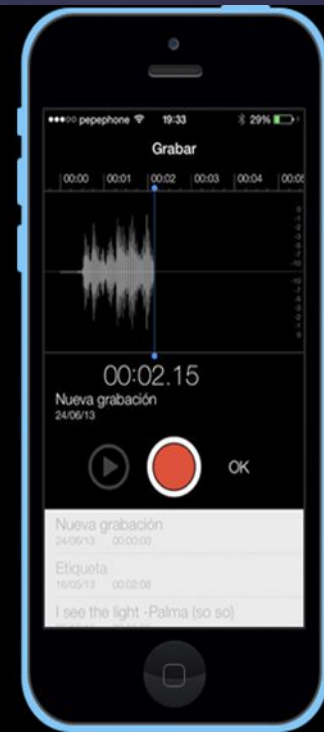 pepephone 19:33 29%
Grabar
00:00 00:01 00:02 00:03 00:04 00:05
00:02.15
Nueva grabación
24/06/13
OK
Nueva grabación
24/06/13 00:00:00
Etiqueta
16/05/13 00:02:08
I see the light -Palma (so so)